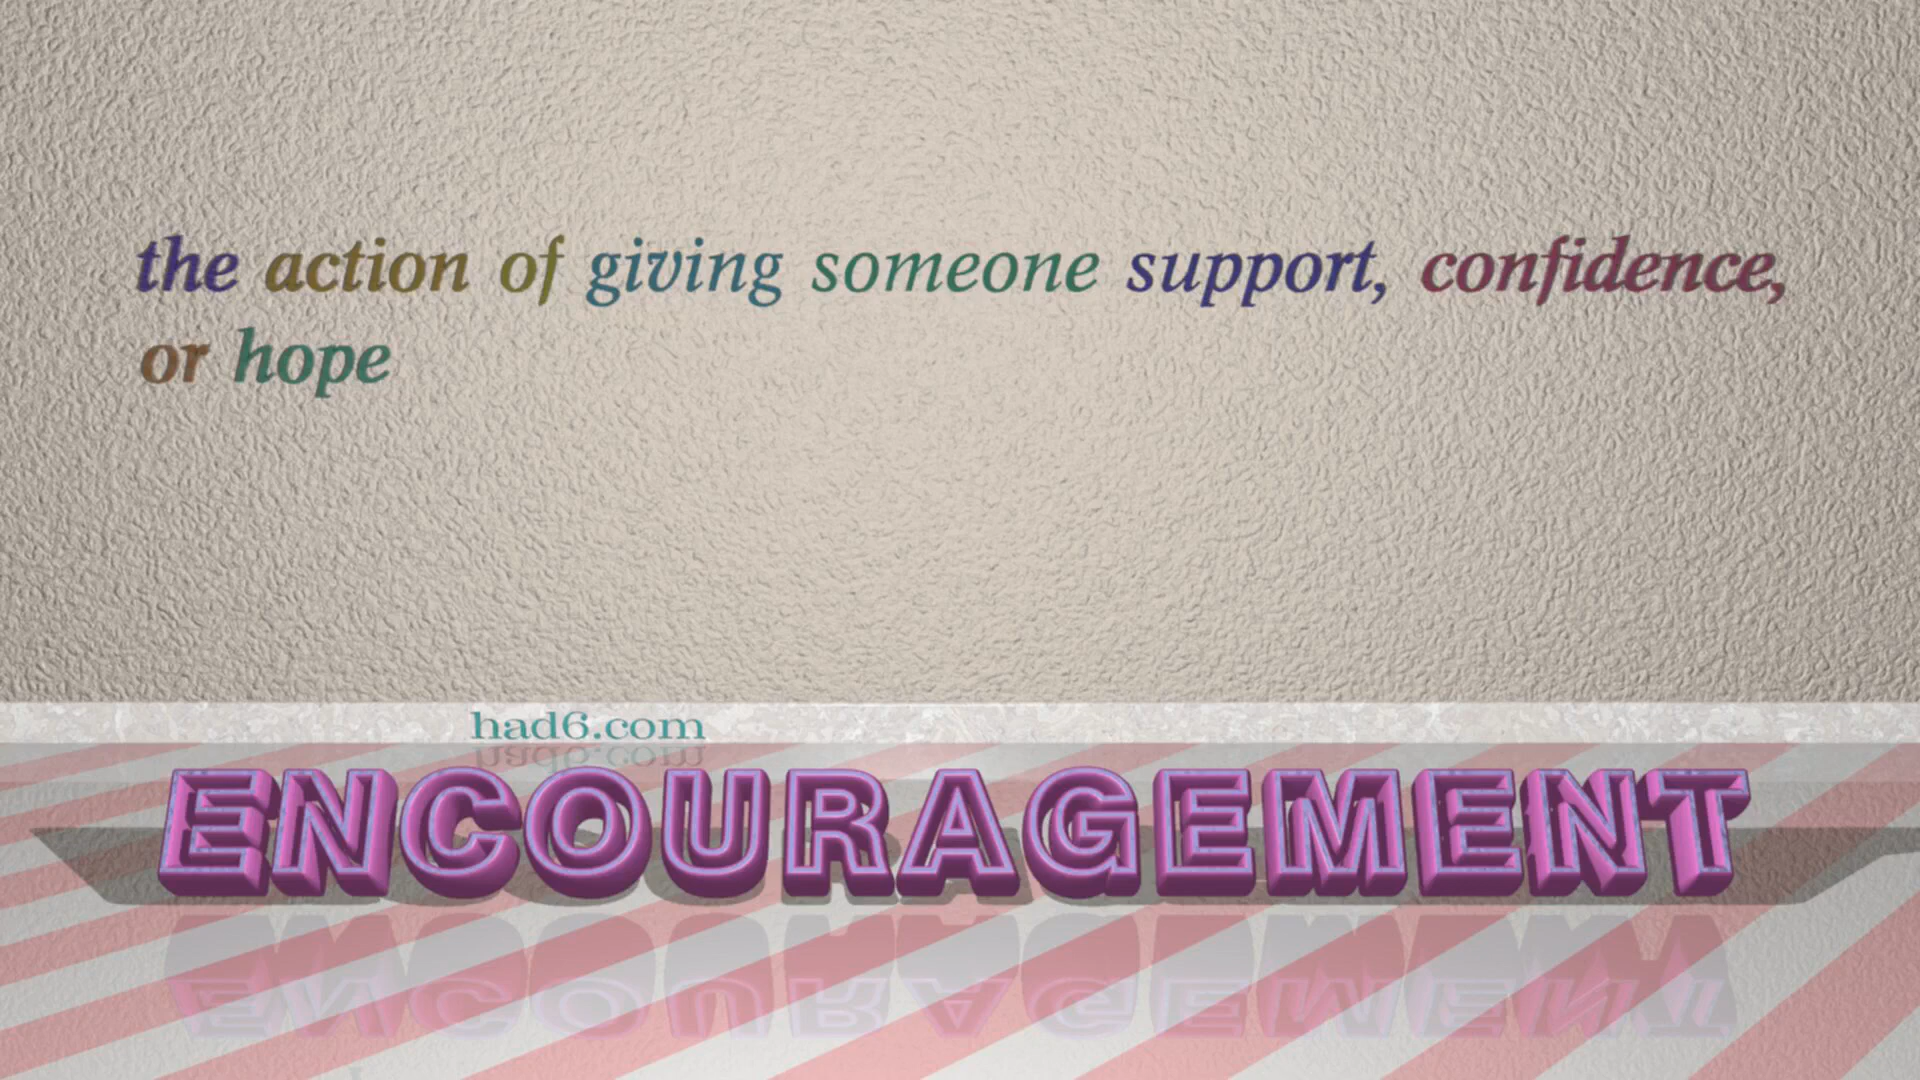 the action of giving someone support, confidence,
or hope
had6.com
ENCOURAGEMENT